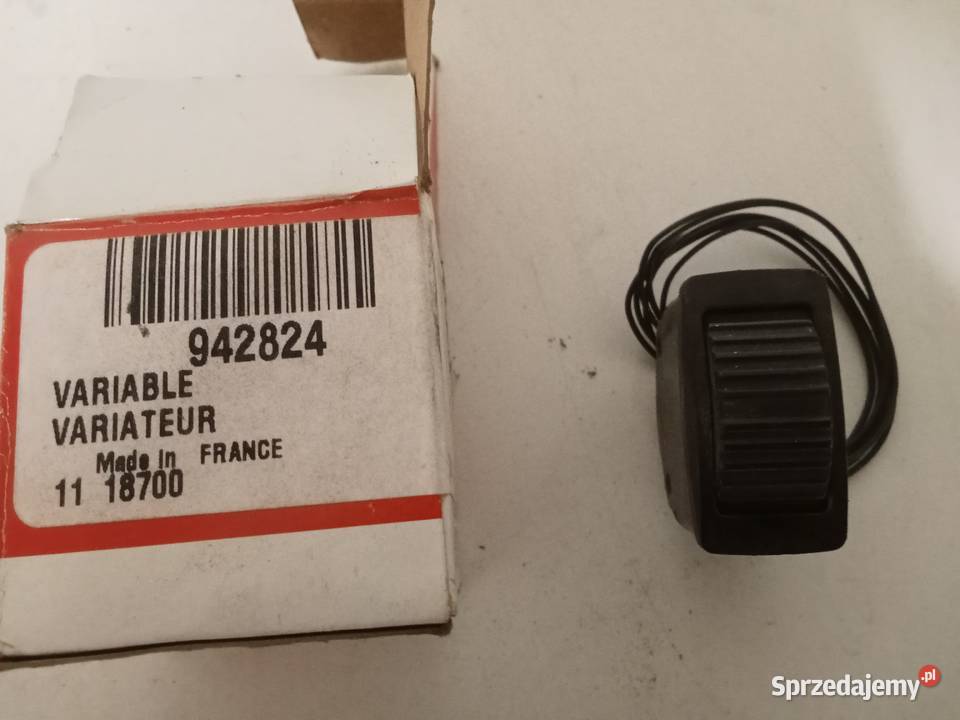 942824
VARIABLE
VARIATEUR
Made in FRANCE
11 18700
Sprzedajemy.pl